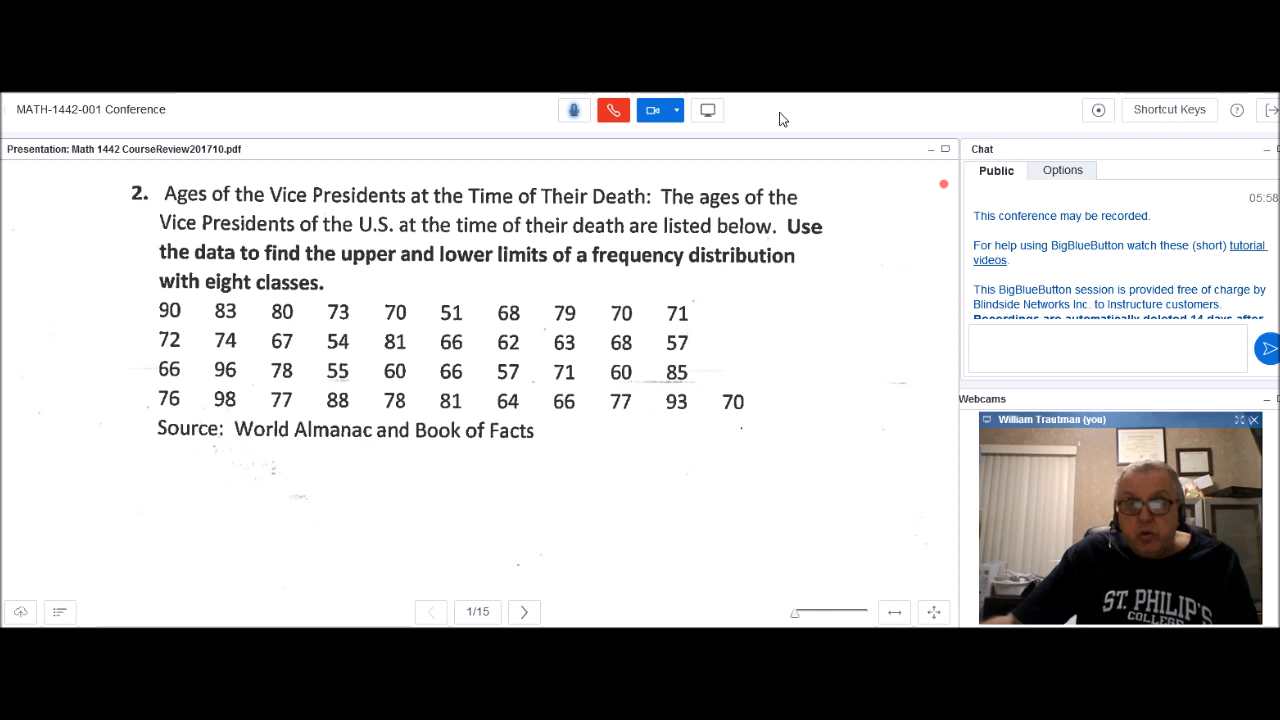 MATH-1442-001 Conference
Shortcut Keys
Presentation: Math 1442 CourseReview201710.pdf
2. Ages of the Vice Presidents at the Time of Their Death: The ages of the
Vice Presidents of the U.S. at the time of their death are listed below. Use
the data to find the upper and lower limits of a frequency distribution
with eight classes.
90 83 80 73 70 51 68 79 70 71
72 74 67 54 81 66 62 63 68 57
66 96 78 55 60 66 57 71 60 85
76 98 77 88 78 81 64 66 77 93 70
Source: World Almanac and Book of Facts
1/15
Chat
Public Options
05:58
This conference may be recorded.
For help using BigBlueButton watch these (short) tutorial
videos.
This BigBlueButton session is provided free of charge by
Blindside Networks Inc. to Instructure customers.
Recordings are automatically deleted 14 days after
Webcams
William Trautman (you)
ST. PHILIP'S
COLLEGE